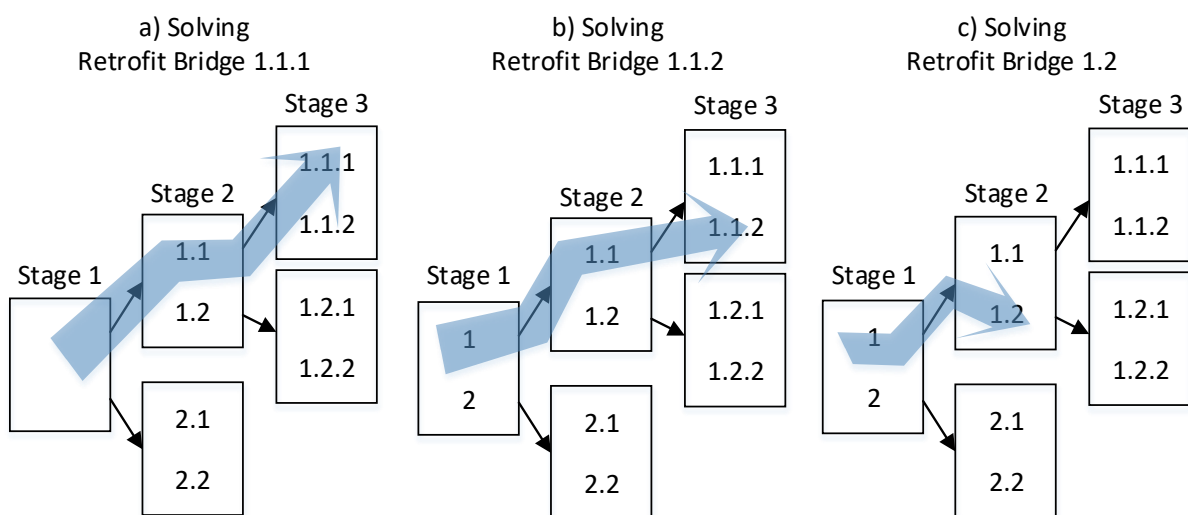 a) Solving
Retrofit Bridge 1.1.1
Stage 3
1.1.1
1.1.2
Stage 2
1.1
1.2
Stage 1
1.2.1
1.2.2
2.1
2.2
b) Solving
Retrofit Bridge 1.1.2
Stage 3
1.1.1
1.1.2
Stage 2
1.1
1.2
Stage 1
1
2
1.2.1
1.2.2
2.1
2.2
c) Solving
Retrofit Bridge 1.2
Stage 3
1.1.1
1.1.2
Stage 2
1.1
1.2
Stage 1
1
2
1.2.1
1.2.2
2.1
2.2